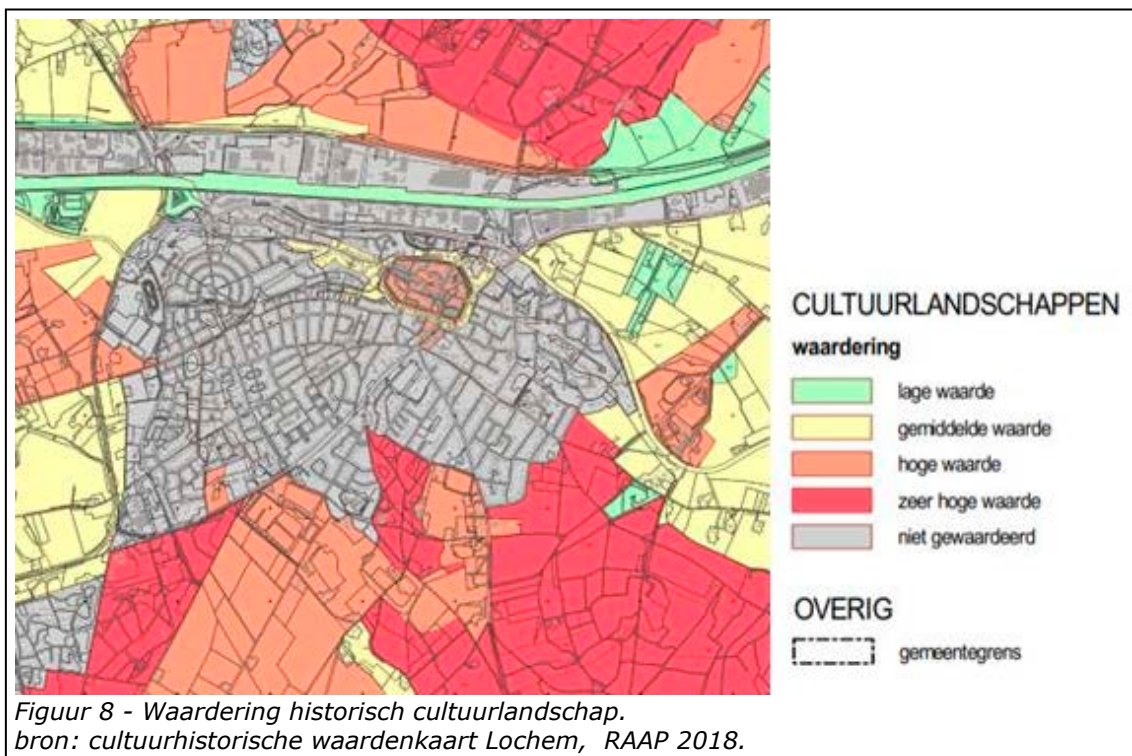 CULTUURLANDSCHAPPEN
waardering
lage waarde
gemiddelde waarde
hoge waarde
zeer hoge waarde
niet gewaardeerd
OVERIG
gemeentegrens
Figuur 8 - Waardering historisch cultuurlandschap.
bron: cultuurhistorische waardenkaart Lochem, RAAP 2018.